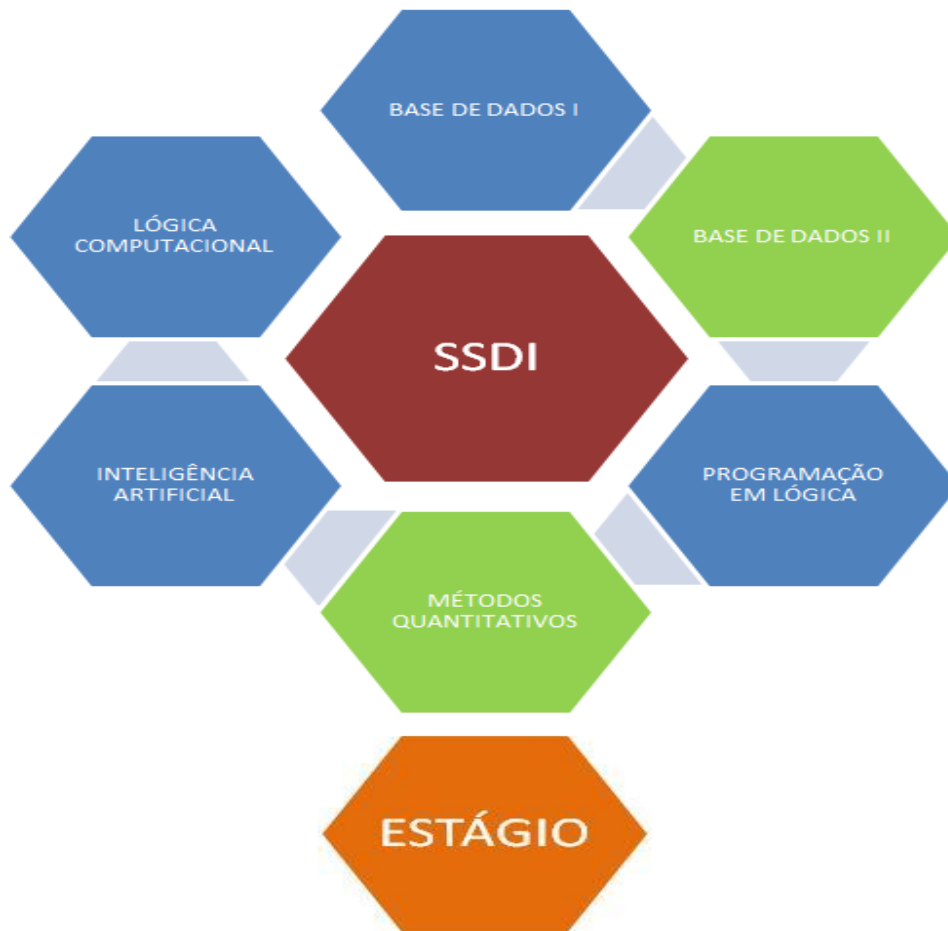 BASE DE DADOS I
LÓGICA
COMPUTACIONAL
BASE DE DADOS II
SSDI
INTELIGÊNCIA
ARTIFICIAL
PROGRAMAÇÃO
EM LÓGICA
MÉTODOS
QUANTITATIVOS
ESTÁGIO